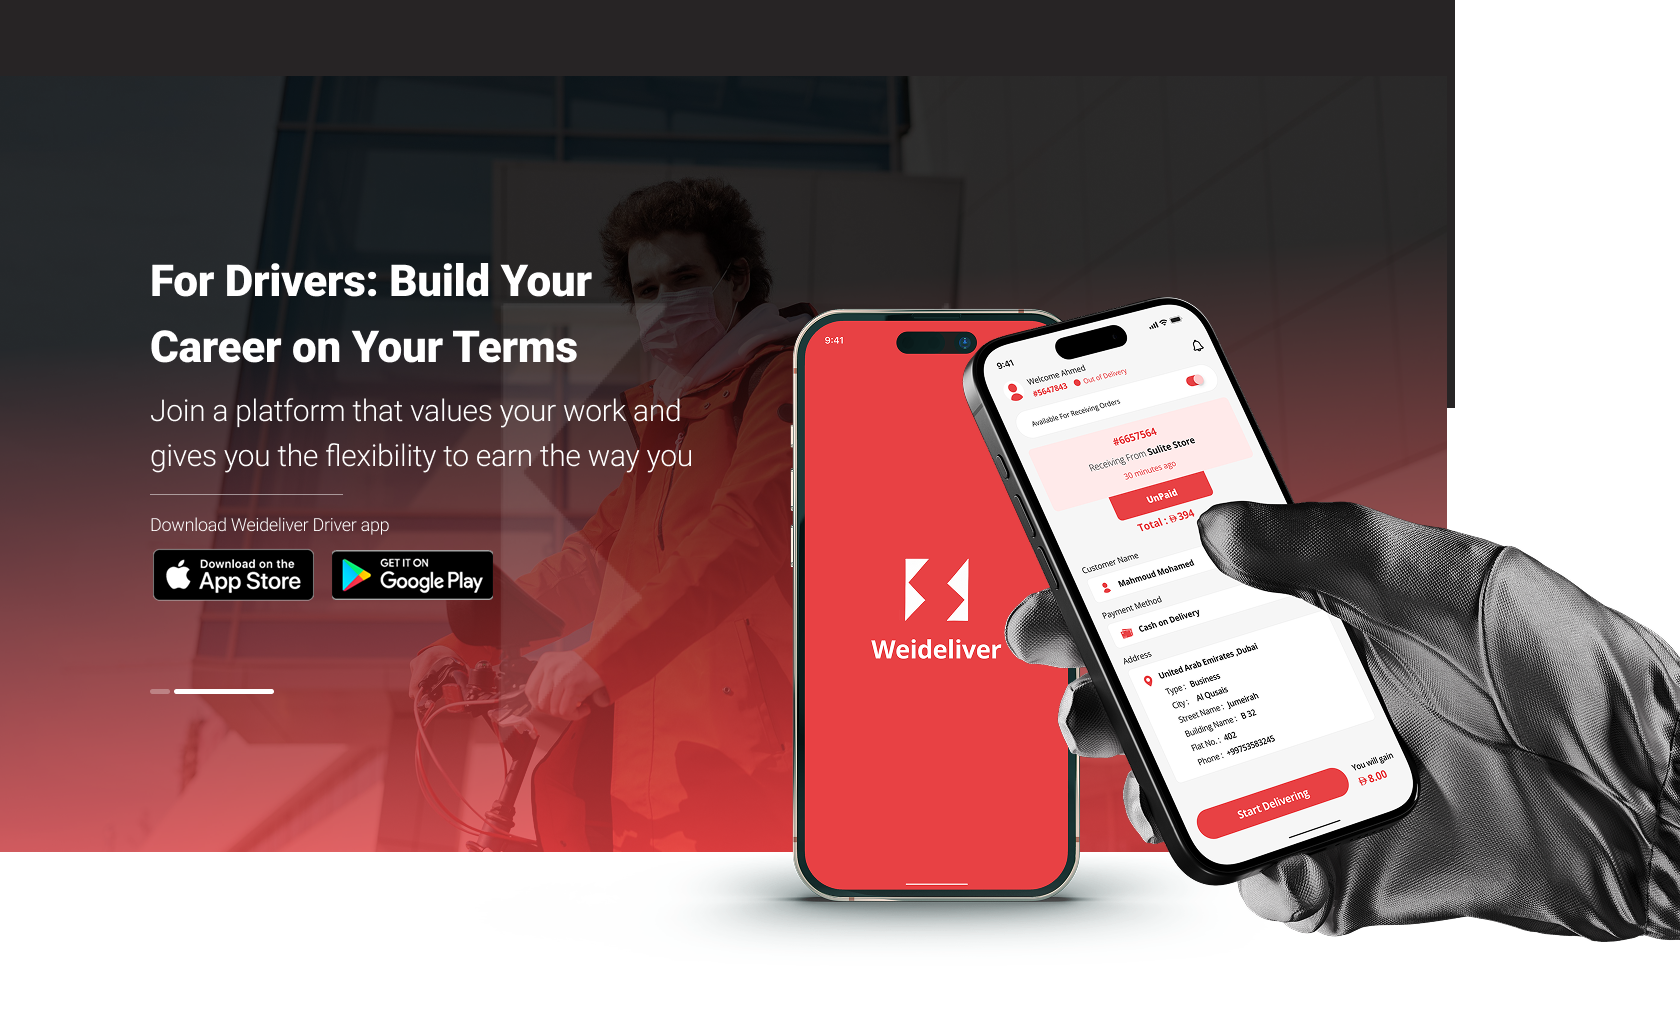 For Drivers: Build Your
Career on Your Terms
Join a platform that values your work and
gives you the flexibility to earn the way you
Download Weideliver Driver app
Download on the
App Store
GET IT ON
Google Play
9:41
Weideliver
9:41
Welcome Ahmed
#5647843 Out of Delivery
Available For Receiving Orders
#6657564
Receiving From Sulite Store
30 minutes ago
UnPaid
Total : 394
Customer Name
Mahmoud Mohamed
Payment Method
Cash on Delivery
Address
United Arab Emirates ,Dubai
Type : Business
City : Al Qusais
Street Name : Jumeirah
Building Name : B 32
Flat No. : 402
Phone : +9975358324S
You will gain
8.00
Start Delivering